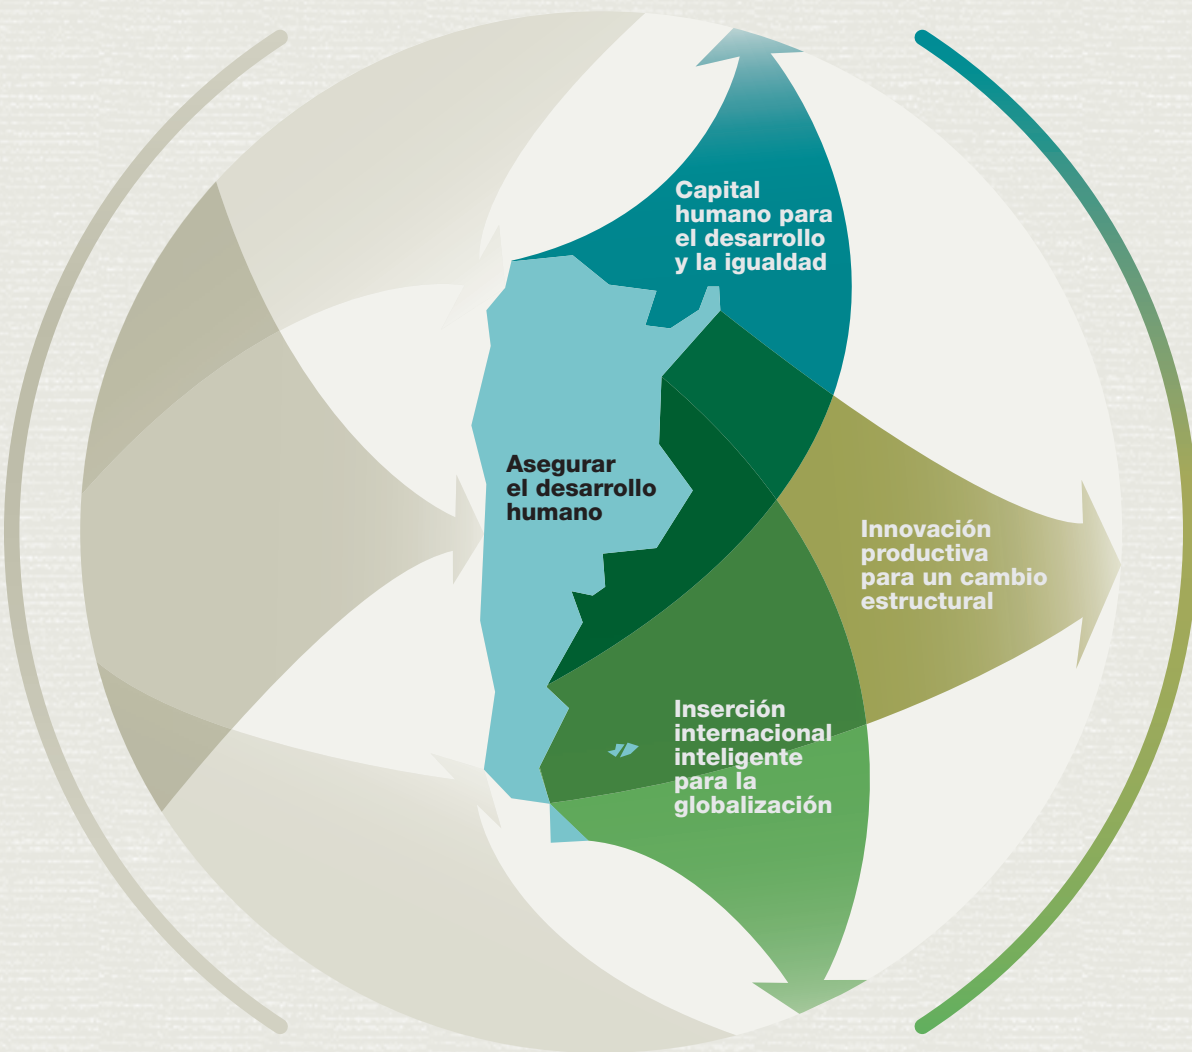 Capital
humano para
el desarrollo
y la igualdad
Asegurar
el desarrollo
humano
Innovación
productiva
para un cambio
estructural
Inserción
internacional
inteligente
para la
globalización